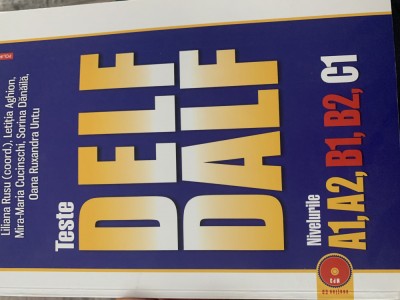 Liliana Rusu (coord.), Letiția Aghion,
Mira-Maria Cucinschi, Sorina Dănăilă,
Oana Ruxandra Untu
Teste
DELF
DALF
Nivelurile
A1, A2, B1, B2, C1
MP3